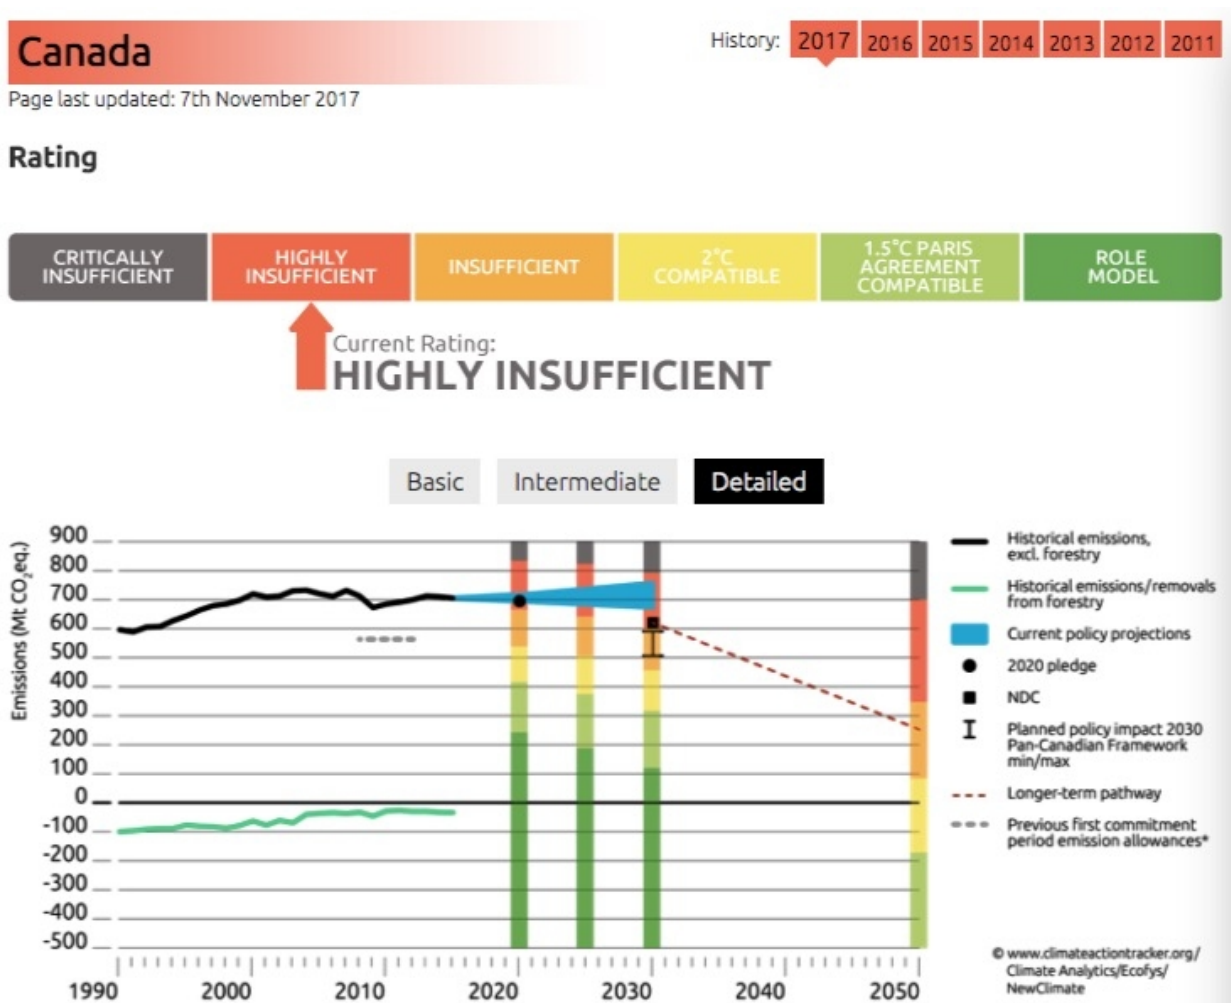 Canada
History: 2017 2016 2015 2014 2013 2012 2011
Page last updated: 7th November 2017
Rating
CRITICALLY
INSUFFICIENT
HIGHLY
INSUFFICIENT
INSUFFICIENT
2°C
COMPATIBLE
1.5°C PARIS
AGREEMENT
COMPATIBLE
ROLE
MODEL
Current Rating:
HIGHLY INSUFFICIENT
Basic
Intermediate
Detailed
Emissions (Mt CO₂eq.)
900
800
700
600
500
400
300
200
100
0
-100
-200
-300
-400
-500
1990 2000 2010 2020 2030 2040 2050
Historical emissions,
excl. forestry
Historical emissions/removals
from forestry
Current policy projections
2020 pledge
NDC
Planned policy impact 2030
Pan-Canadian Framework
min/max
Longer-term pathway
Previous first commitment
period emission allowances*
© www.climateactiontracker.org/
Climate Analytics/Ecofys/
NewClimate